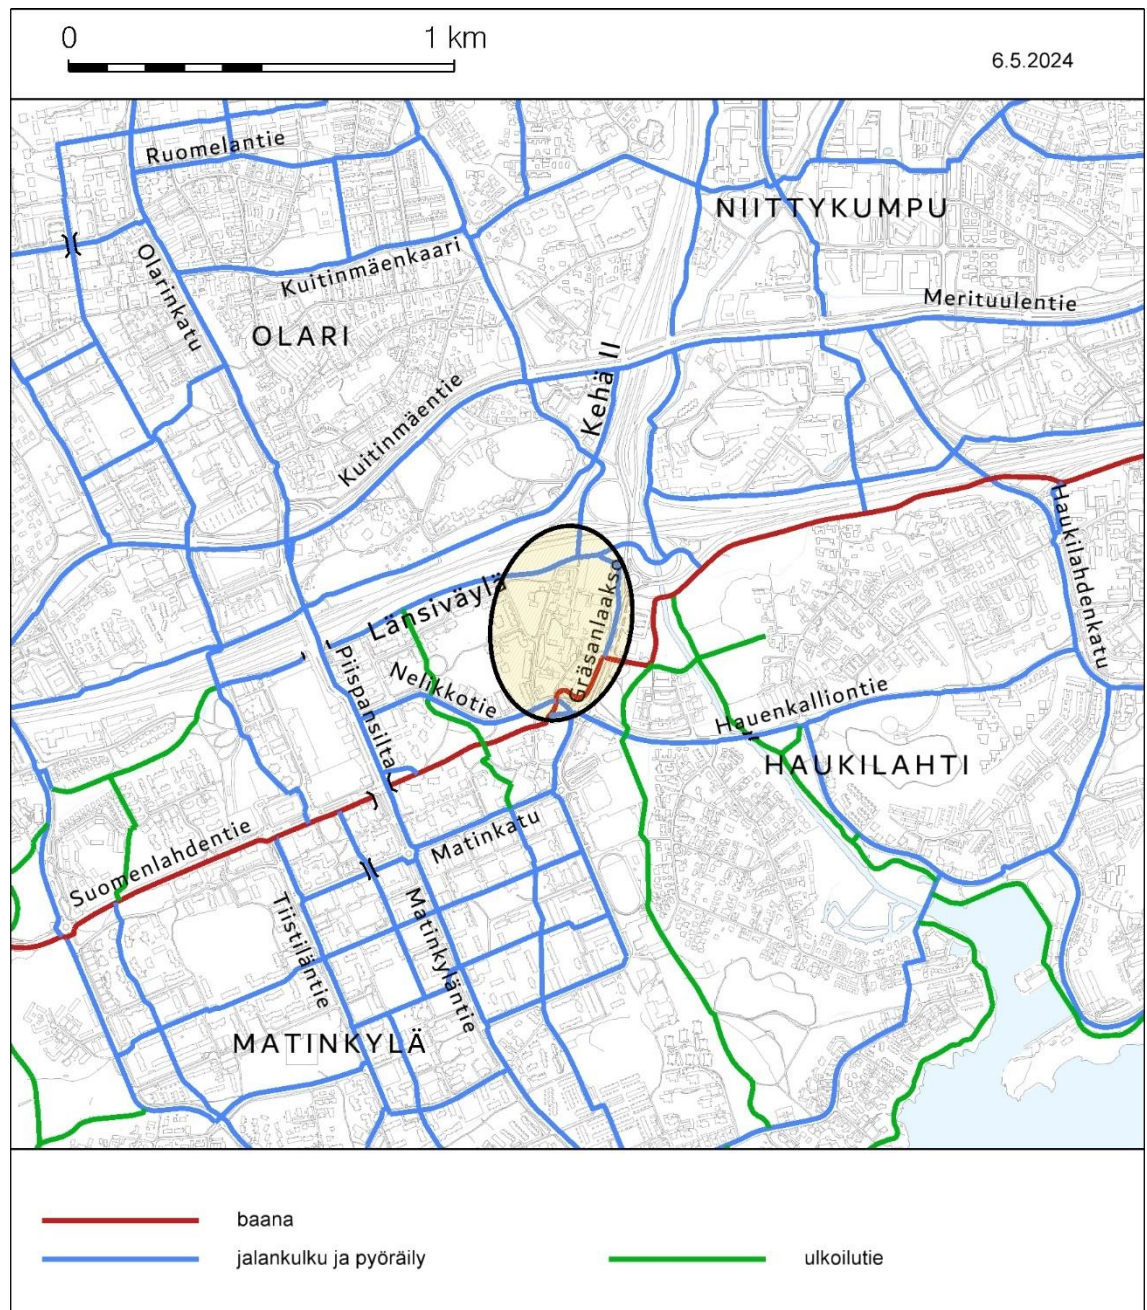 0 1 km
6.5.2024
Ruomelantie
NIITTYKUMPU
Olarinkatu
Kuitinmäenkaari
Merituulentie
OLARI
Kehä II
Kuitinmäentie
Haukilahdenkatu
Länsiväylä
Gräsanlaakso
Piispansilta
Nelikkotie
Hauenkalliontie
HAUKILAHTI
Matinkatu
Suomenlahdentie
Tiistiläntie
Matinkyläntie
MATINKYLÄ
baana
jalankulku ja pyöräily
ulkoilutie